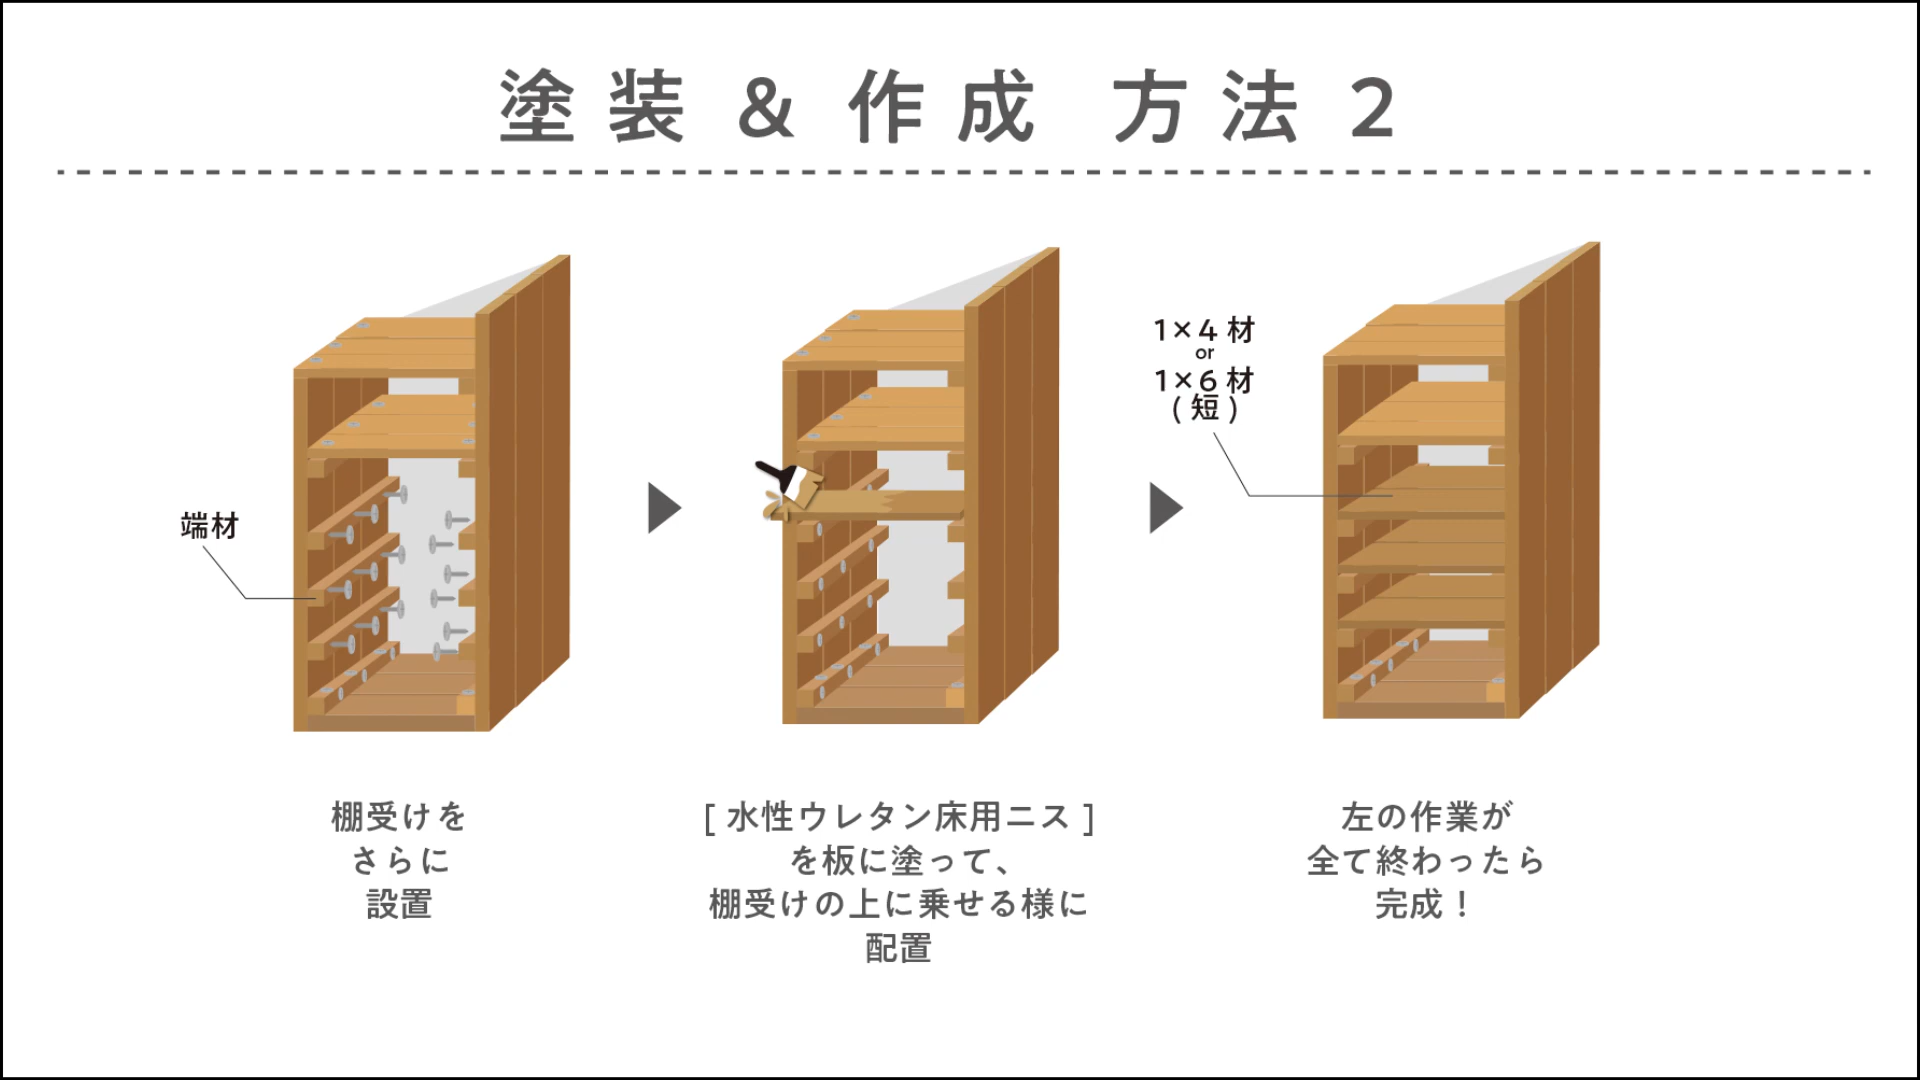 塗装 & 作成 方法 2
端材
棚受けを
さらに
設置
[ 水性ウレタン床用ニス ]
を板に塗って、
棚受けの上に乗せる様に
配置
1×4 材
or
1×6 材
( 短 )
左の作業が
全て終わったら
完成！